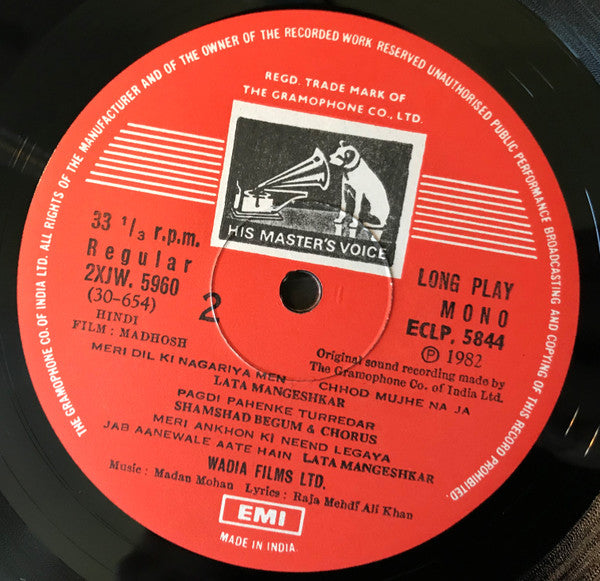 THE GRAMOPHONE CO. OF INDIA LTD. ALL RIGHTS OF THE MANUFACTURER AND OF THE OWNER OF THE RECORDED WORK RESERVED UNAUTHORISED PUBLIC PERFORMANCE BROADCASTING AND COPYING OF THIS RECORD PROHIBITED.
REGD. TRADE MARK OF
THE GRAMOPHONE CO., LTD.
HIS MASTER'S VOICE
33 1/3 r.p.m.
Regular
2XJW. 5960
(30-654)
2
HINDI
FILM : MADHOSH
LONG PLAY
MONO
ECLP. 5844
℗ 1982
Original sound recording made by
The Gramophone Co. of India Ltd.
MERI DIL KI NAGARIYA MEN CHHOD MUJHE NA JA
LATA MANGESHKAR
PAGDI PAHENKE TURREDAR
SHAMSHAD BEGUM & CHORUS
MERI ANKHON KI NEEND LEGAYA
JAB AANEWALE AATE HAIN LATA MANGESHKAR
WADIA FILMS LTD.
Music : Madan Mohan Lyrics : Raja Mehdi Ali Khan
EMI
MADE IN INDIA